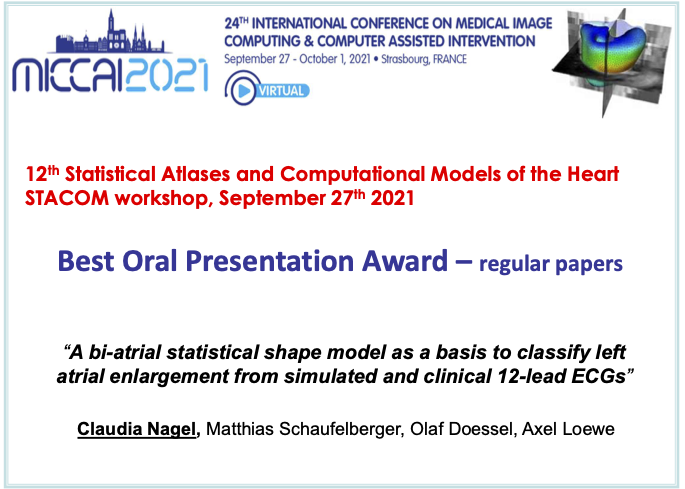 MICCAI2021
24TH INTERNATIONAL CONFERENCE ON MEDICAL IMAGE
COMPUTING & COMPUTER ASSISTED INTERVENTION
September 27 - October 1, 2021 • Strasbourg, FRANCE
VIRTUAL
12th Statistical Atlases and Computational Models of the Heart
STACOM workshop, September 27th 2021
Best Oral Presentation Award – regular papers
“A bi-atrial statistical shape model as a basis to classify left
atrial enlargement from simulated and clinical 12-lead ECGs”
Claudia Nagel, Matthias Schaufelberger, Olaf Doessel, Axel Loewe